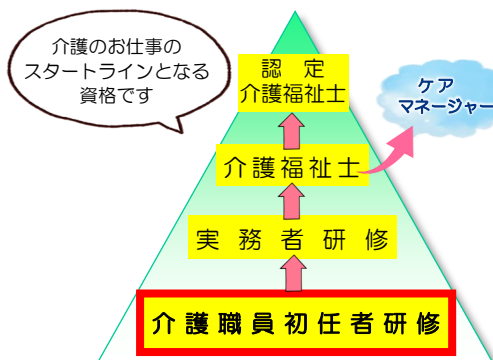 介護のお仕事の
スタートラインとなる
資格です
認定
介護福祉士
ケア
マネージャー
介護福祉士
実務者研修
介護職員初任者研修